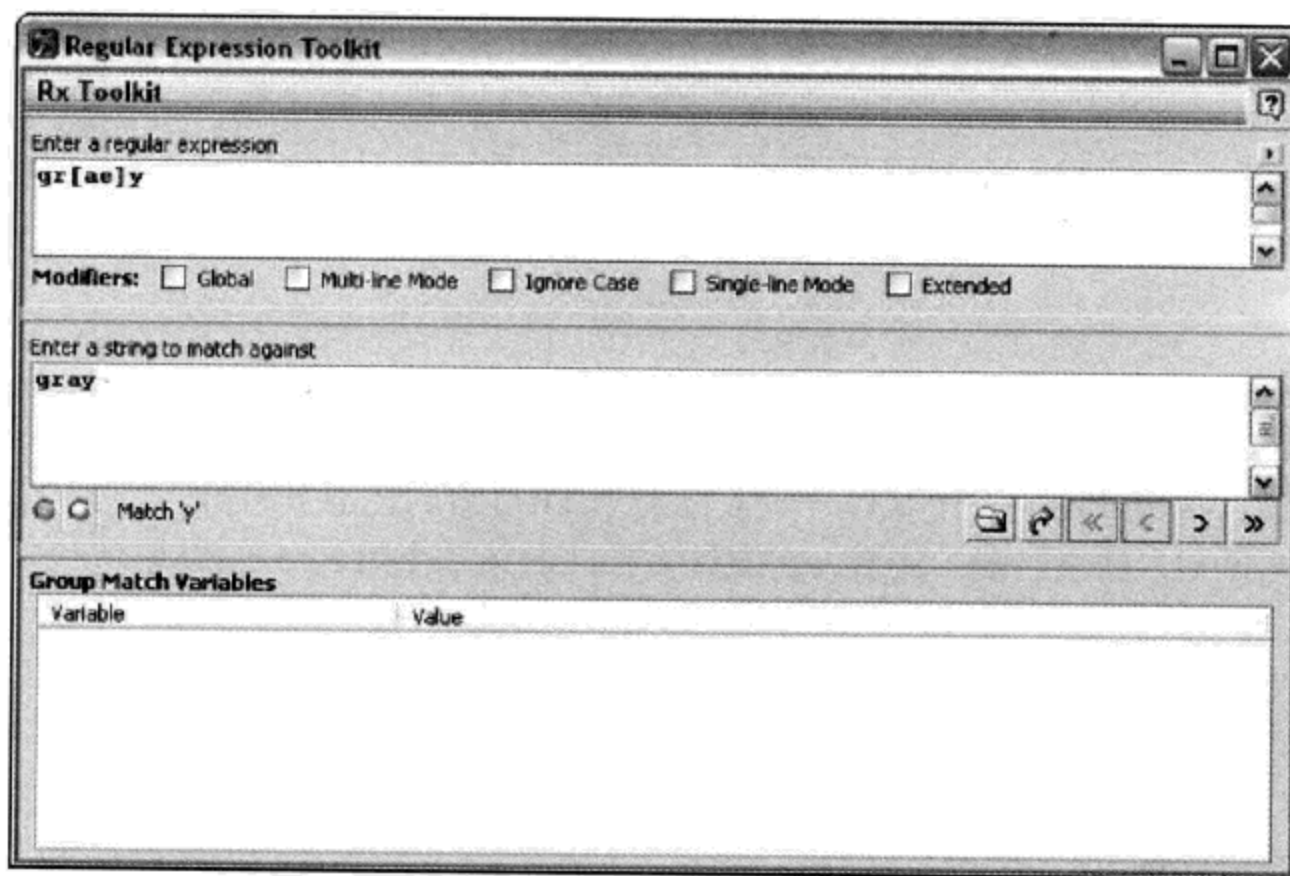 Regular Expression Toolkit
Rx Toolkit
Enter a regular expression
gr[ae]y
Modifiers: Global Multi-line Mode Ignore Case Single-line Mode Extended
Enter a string to match against
gray
Match 'y'
Group Match Variables
Variable Value